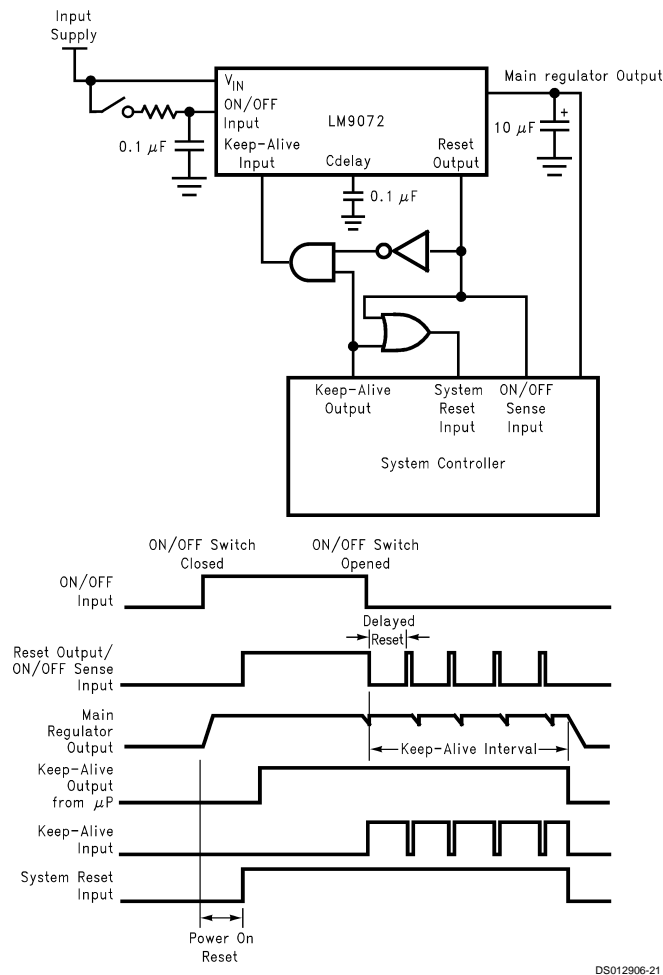 Input
Supply
VIN
ON/OFF
Input
LM9072
Main regulator Output
+
10 μF
0.1 μF
Keep-Alive
Input
Cdelay
Reset
Output
0.1 μF
Keep-Alive
Output
System
Reset
Input
ON/OFF
Sense
Input
System Controller
ON/OFF Switch
Closed
ON/OFF Switch
Opened
ON/OFF
Input
Delayed
Reset
Reset Output/
ON/OFF Sense
Input
Main
Regulator
Output
Keep-Alive Interval
Keep-Alive
Output
from μP
Keep-Alive
Input
System Reset
Input
Power On
Reset
DS012906-21